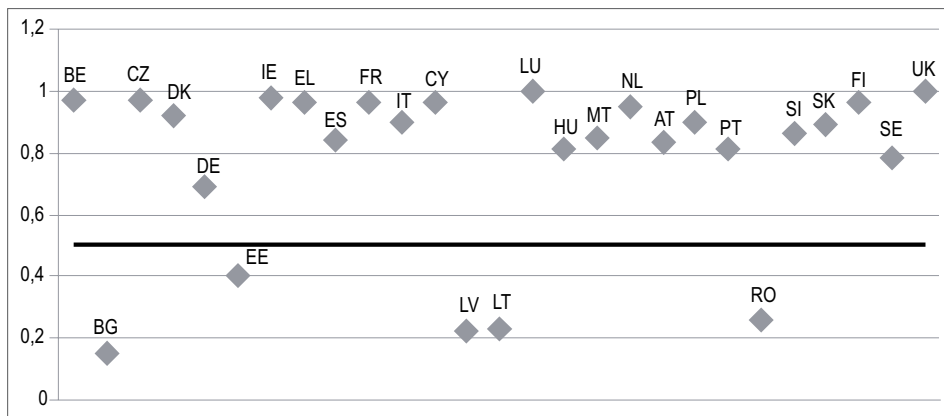 1,2
LU
UK
BE
CZ
IE
EL
FR
CY
FI
1
DK
IT
NL
PL
SK
ES
HU
MT
AT
PT
SI
SE
0,8
DE
0,6
EE
0,4
BG
LV
LT
RO
0,2
0